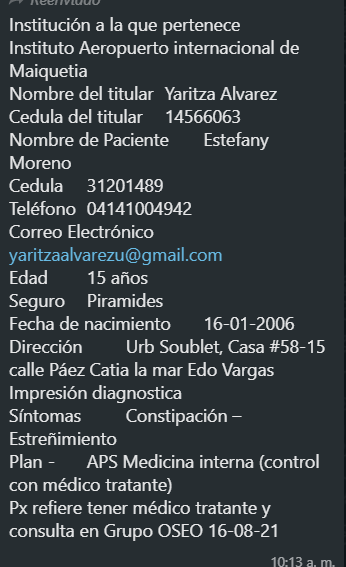 Reenviado
Institución a la que pertenece
Instituto Aeropuerto internacional de
Maiquetia
Nombre del titular Yaritza Alvarez
Cedula del titular 14566063
Nombre de Paciente Estefany
Moreno
Cedula 31201489
Teléfono 04141004942
Correo Electrónico
yaritzaalvarezu@gmail.com
Edad 15 años
Seguro Piramides
Fecha de nacimiento 16-01-2006
Dirección Urb Soublet, Casa #58-15
calle Páez Catia la mar Edo Vargas
Impresión diagnostica
Síntomas Constipación –
Estreñimiento
Plan - APS Medicina interna (control
con médico tratante)
Px refiere tener médico tratante y
consulta en Grupo OSEO 16-08-21
10:13 a. m.